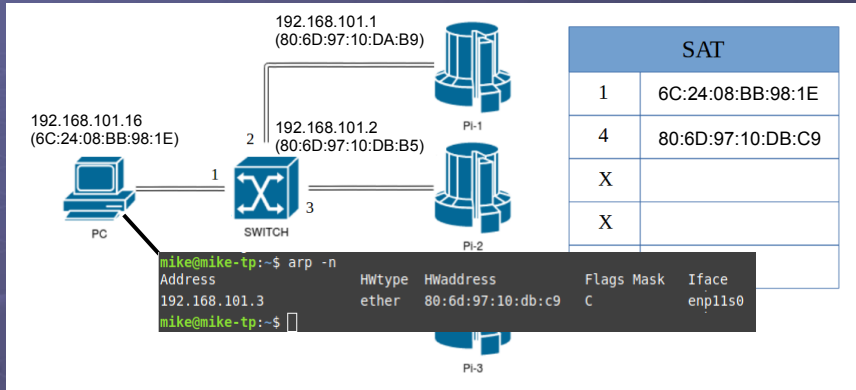 192.168.101.1
(80:6D:97:10:DA:B9)
SAT
1 6C:24:08:BB:98:1E
4 80:6D:97:10:DB:C9
X
X
192.168.101.16
(6C:24:08:BB:98:1E)
2
192.168.101.2
(80:6D:97:10:DB:B5)
Pi-1
1
3
PC
SWITCH
Pi-2
mike@mike-tp:~$ arp -n
Address HWtype HWaddress Flags Mask Iface
192.168.101.3 ether 80:6d:97:10:db:c9 C enp11s0
mike@mike-tp:~$
Pi-3